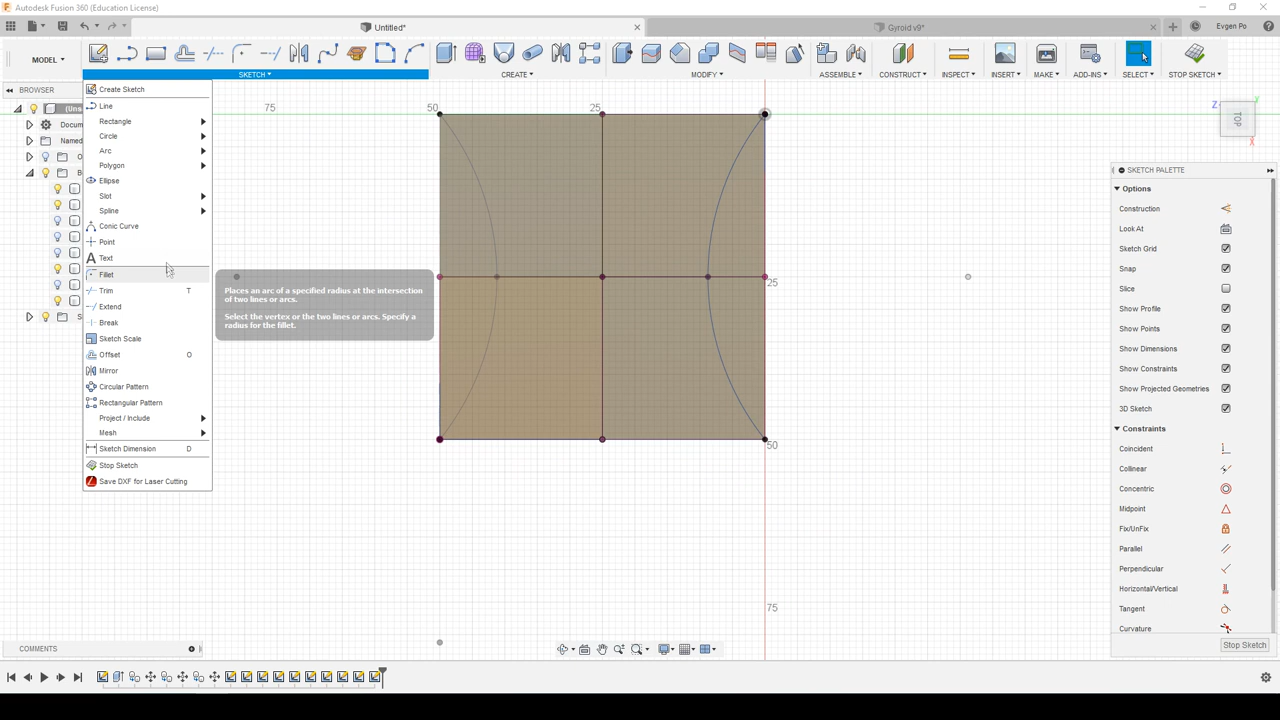 Autodesk Fusion 360 (Education License)
Untitled*
Gyroid v9*
Evgen Po
MODEL
SKETCH
CREATE
MODIFY
ASSEMBLE
CONSTRUCT
INSPECT
INSERT
MAKE
ADD-INS
SELECT
STOP SKETCH
BROWSER
(Uns
Docum
Named
O
B
S
Create Sketch
Line
Rectangle
Circle
Arc
Polygon
Ellipse
Slot
Spline
Conic Curve
Point
Text
Fillet
Trim T
Extend
Break
Sketch Scale
Offset O
Mirror
Circular Pattern
Rectangular Pattern
Project / Include
Mesh
Sketch Dimension D
Stop Sketch
Save DXF for Laser Cutting
Places an arc of a specified radius at the intersection
of two lines or arcs.
Select the vertex or the two lines or arcs. Specify a
radius for the fillet.
75
50
25
25
50
75
TOP
Z
Y
X
SKETCH PALETTE
Options
Construction
Look At
Sketch Grid
Snap
Slice
Show Profile
Show Points
Show Dimensions
Show Constraints
Show Projected Geometries
3D Sketch
Constraints
Coincident
Collinear
Concentric
Midpoint
Fix/UnFix
Parallel
Perpendicular
Horizontal/Vertical
Tangent
Curvature
Stop Sketch
COMMENTS